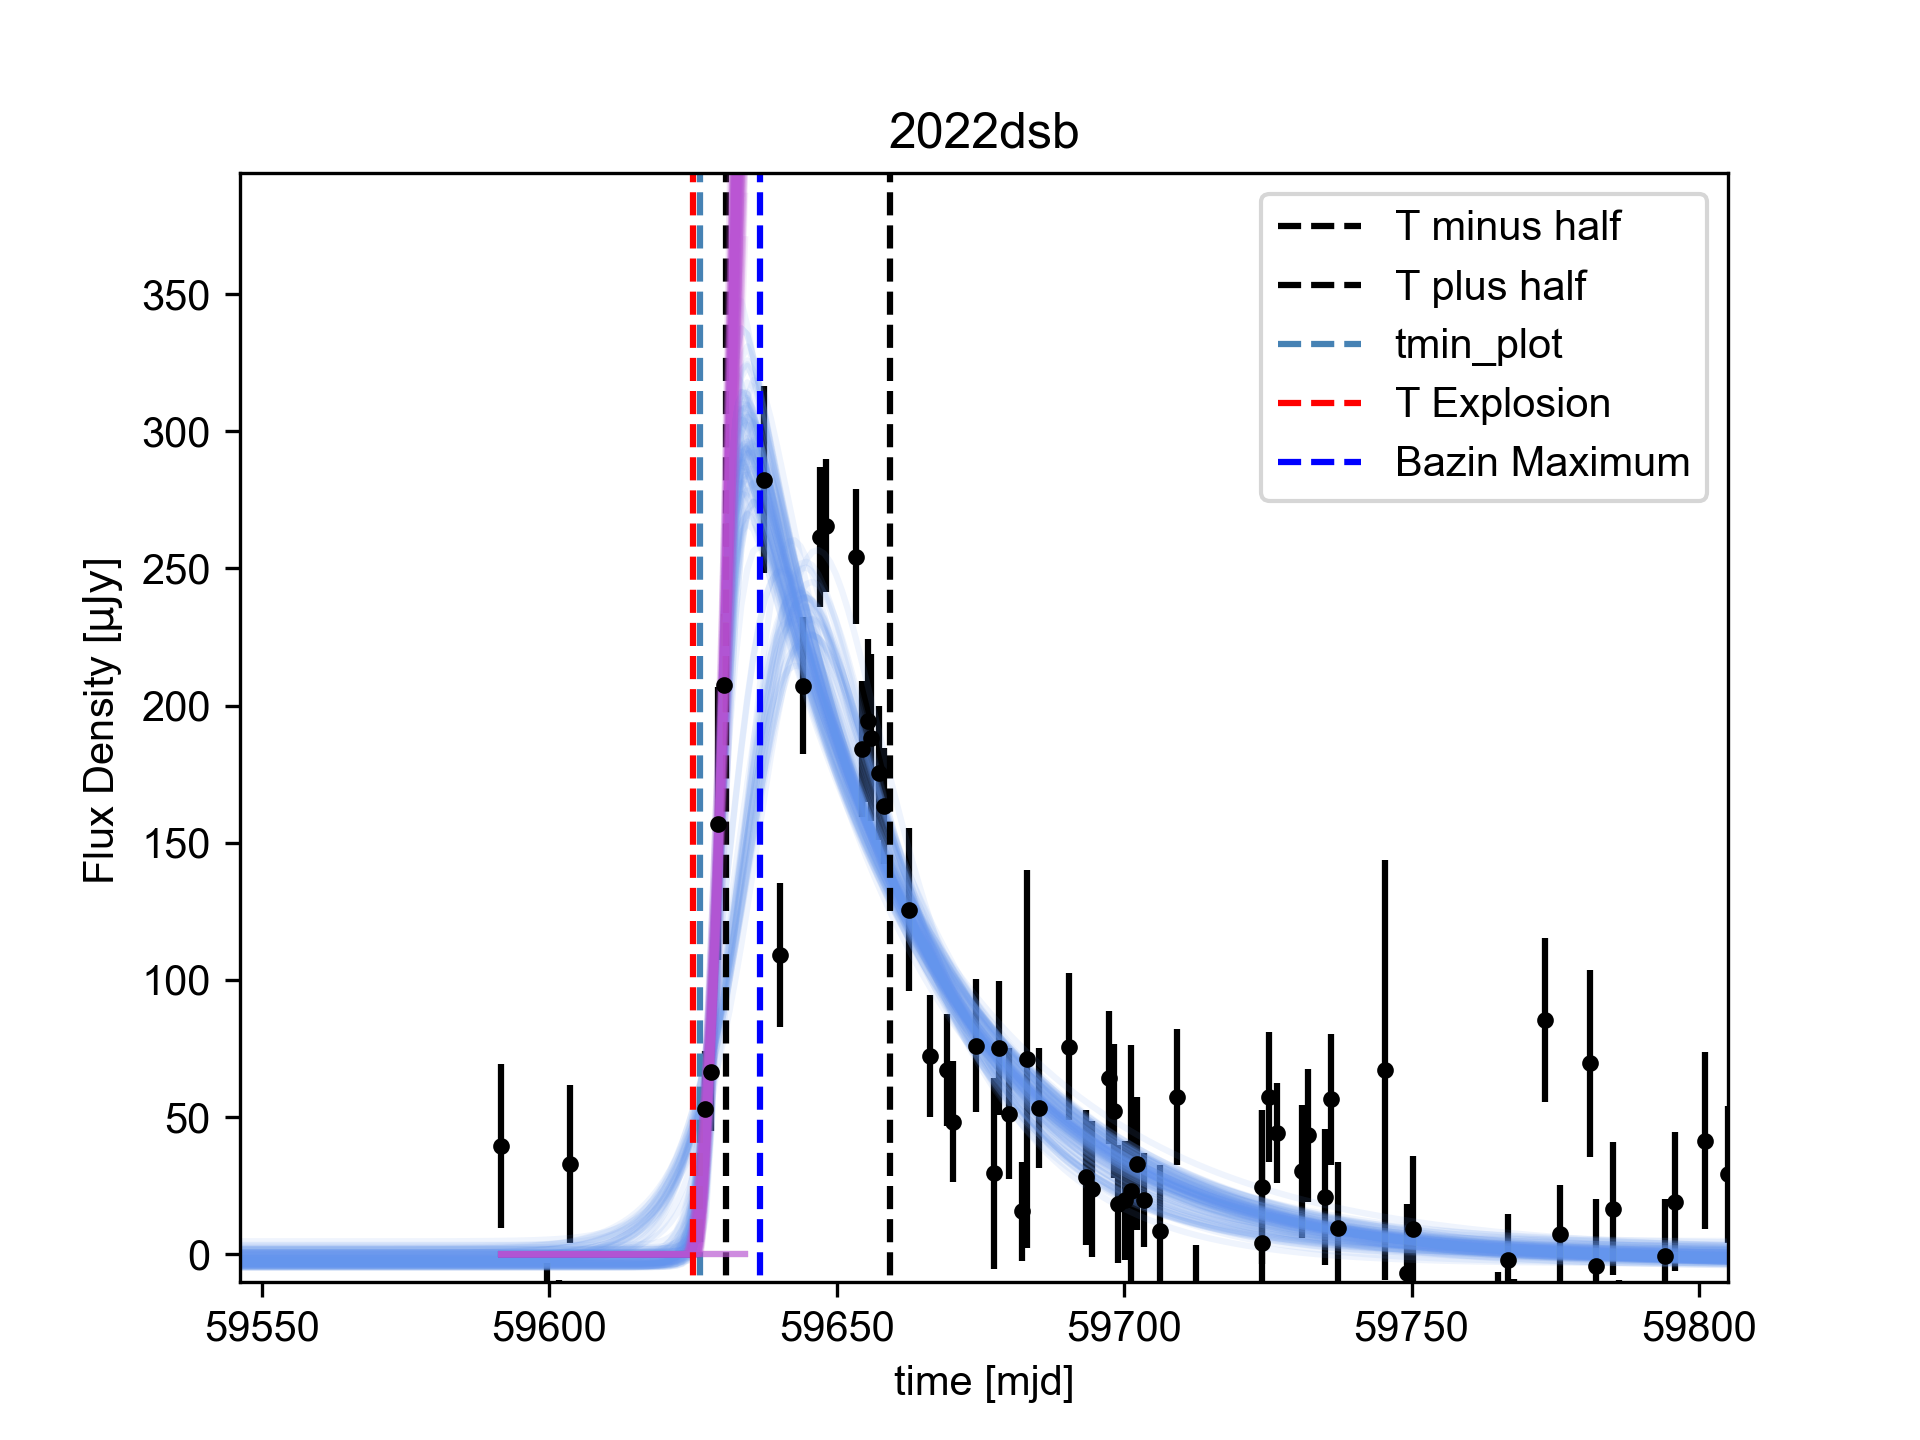 2022dsb
T minus half
T plus half
tmin_plot
T Explosion
Bazin Maximum
350
300
250
200
150
100
50
0
Flux Density [µJy]
59550 59600 59650 59700 59750 59800
time [mjd]